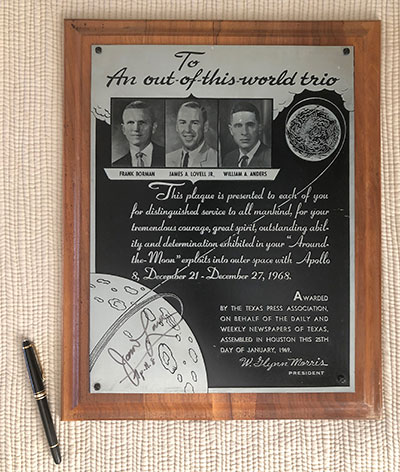 To
An out-of-this-world trio
FRANK BORMAN JAMES A. LOVELL JR. WILLIAM A. ANDERS
This plaque is presented to each of you
for distinguished service to all mankind, for your
tremendous courage, great spirit, outstanding abil-
ity and determination exhibited in your "Around-
the-Moon" exploits into outer space with Apollo
8, December 21 - December 27, 1968.
AWARDED
BY THE TEXAS PRESS ASSOCIATION,
ON BEHALF OF THE DAILY AND
WEEKLY NEWSPAPERS OF TEXAS,
ASSEMBLED IN HOUSTON THIS 25TH
DAY OF JANUARY, 1969.
W. Glynn Morris
PRESIDENT
James Lovell